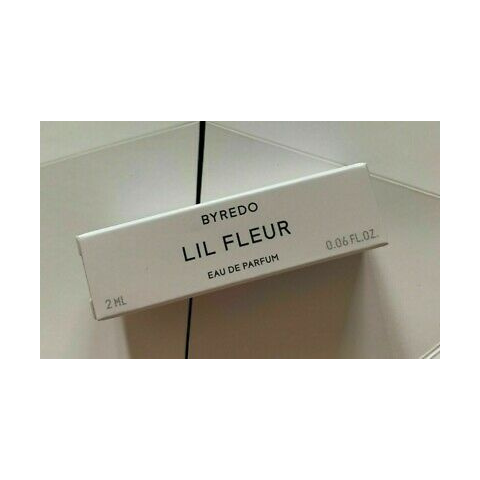 BYREDO
LIL FLEUR
EAU DE PARFUM
2 ML
0.06 FL.OZ.